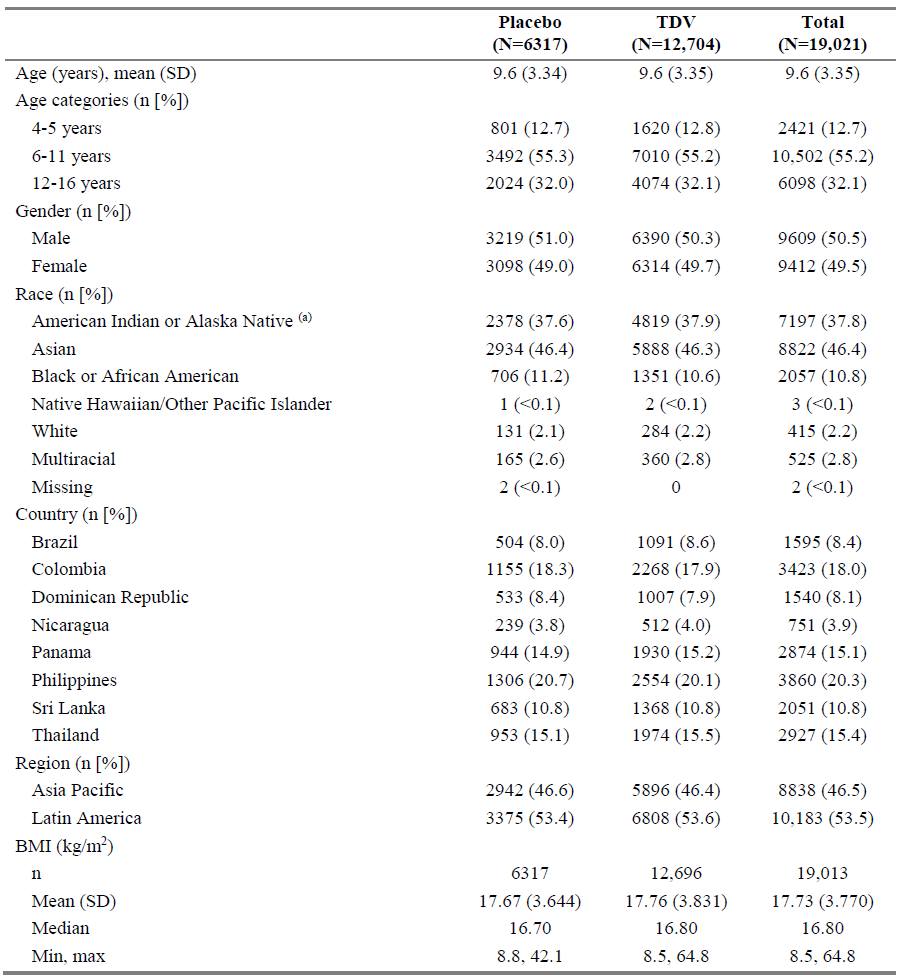 Placebo TDV Total
(N=6317) (N=12,704) (N=19,021)
Age (years), mean (SD) 9.6 (3.34) 9.6 (3.35) 9.6 (3.35)
Age categories (n [%])
4-5 years 801 (12.7) 1620 (12.8) 2421 (12.7)
6-11 years 3492 (55.3) 7010 (55.2) 10,502 (55.2)
12-16 years 2024 (32.0) 4074 (32.1) 6098 (32.1)
Gender (n [%])
Male 3219 (51.0) 6390 (50.3) 9609 (50.5)
Female 3098 (49.0) 6314 (49.7) 9412 (49.5)
Race (n [%])
American Indian or Alaska Native (a) 2378 (37.6) 4819 (37.9) 7197 (37.8)
Asian 2934 (46.4) 5888 (46.3) 8822 (46.4)
Black or African American 706 (11.2) 1351 (10.6) 2057 (10.8)
Native Hawaiian/Other Pacific Islander 1 (<0.1) 2 (<0.1) 3 (<0.1)
White 131 (2.1) 284 (2.2) 415 (2.2)
Multiracial 165 (2.6) 360 (2.8) 525 (2.8)
Missing 2 (<0.1) 0 2 (<0.1)
Country (n [%])
Brazil 504 (8.0) 1091 (8.6) 1595 (8.4)
Colombia 1155 (18.3) 2268 (17.9) 3423 (18.0)
Dominican Republic 533 (8.4) 1007 (7.9) 1540 (8.1)
Nicaragua 239 (3.8) 512 (4.0) 751 (3.9)
Panama 944 (14.9) 1930 (15.2) 2874 (15.1)
Philippines 1306 (20.7) 2554 (20.1) 3860 (20.3)
Sri Lanka 683 (10.8) 1368 (10.8) 2051 (10.8)
Thailand 953 (15.1) 1974 (15.5) 2927 (15.4)
Region (n [%])
Asia Pacific 2942 (46.6) 5896 (46.4) 8838 (46.5)
Latin America 3375 (53.4) 6808 (53.6) 10,183 (53.5)
BMI (kg/m²)
n 6317 12,696 19,013
Mean (SD) 17.67 (3.644) 17.76 (3.831) 17.73 (3.770)
Median 16.70 16.80 16.80
Min, max 8.8, 42.1 8.5, 64.8 8.5, 64.8